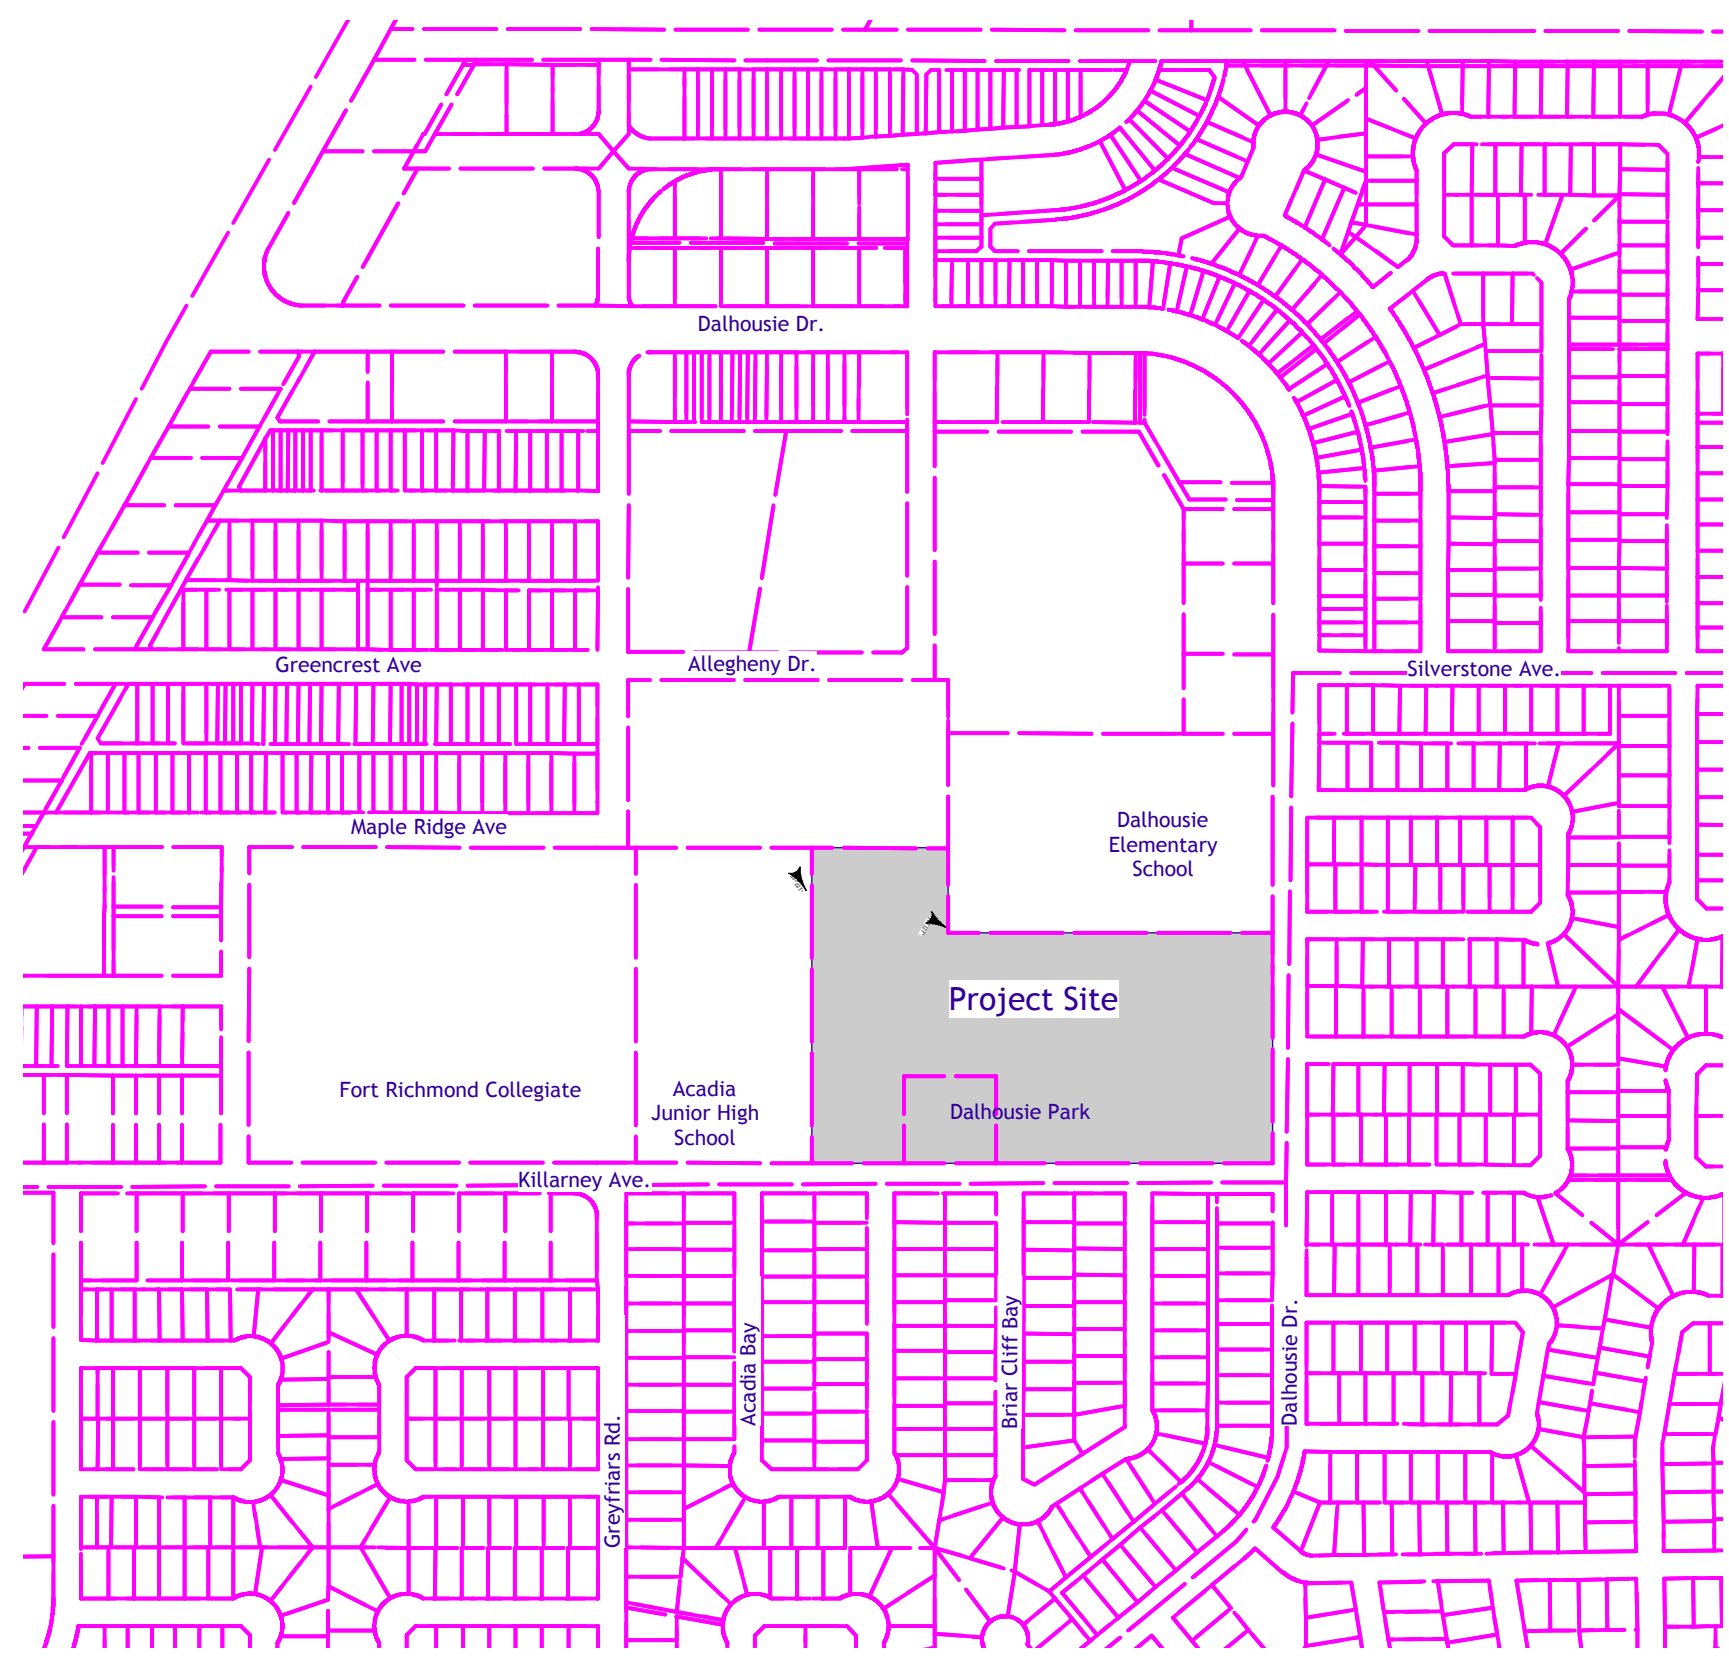 Dalhousie Dr.
Greencrest Ave
Allegheny Dr.
Silverstone Ave.
Maple Ridge Ave
Dalhousie
Elementary
School
Project Site
Fort Richmond Collegiate
Acadia
Junior High
School
Dalhousie Park
Killarney Ave.
Acadia Bay
Briar Cliff Bay
Dalhousie Dr.
Greyfriars Rd.